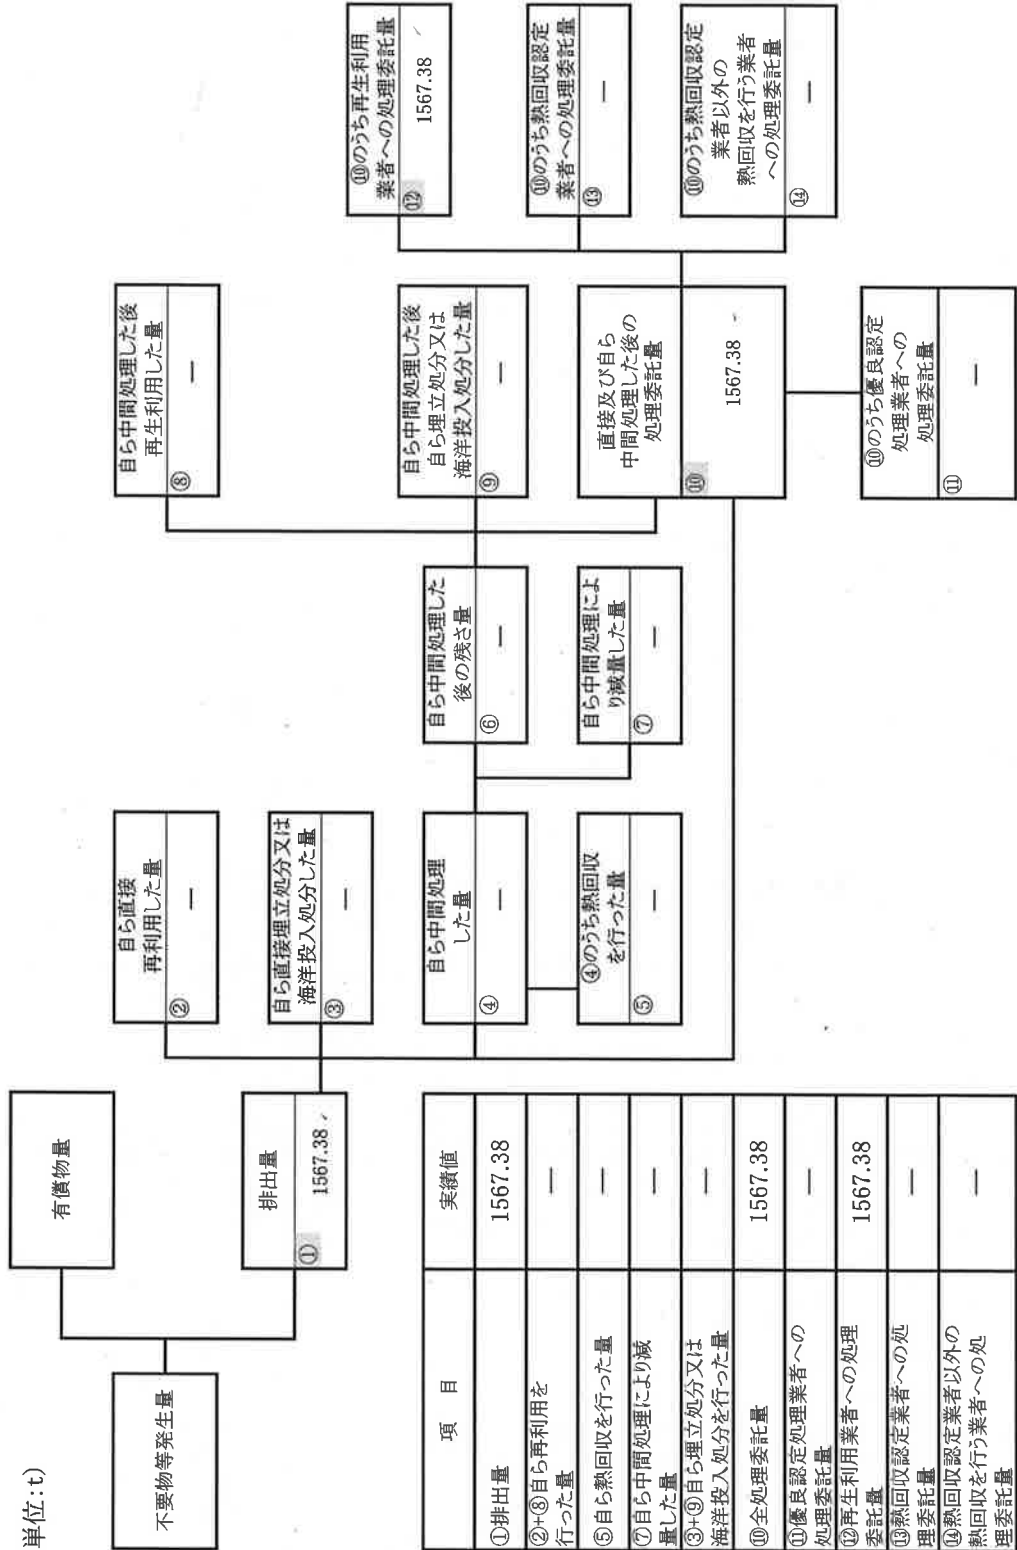 単位:t)
不要物等発生量
有償物量
排出量
①
1567.38
自ら直接
再利用した量
②
—
自ら直接埋立処分又は
海洋投入処分した量
③
—
自ら中間処理
した量
④
—
④のうち熱回収
を行った量
⑤
—
自ら中間処理した
後の残さ量
⑥
—
自ら中間処理によ
り減量した量
⑦
—
自ら中間処理した後
再生利用した量
⑧
—
自ら中間処理した後
自ら埋立処分又は
海洋投入処分した量
⑨
—
直接及び自ら
中間処理した後の
処理委託量
⑩
1567.38
⑩のうち優良認定
処理業者への
処理委託量
⑪
—
⑩のうち再生利用
業者への処理委託量
⑫
1567.38
⑩のうち熱回収認定
業者への処理委託量
⑬
—
⑩のうち熱回収認定
業者以外の
熱回収を行う業者
への処理委託量
⑭
—
項 目 実績値
①排出量 1567.38
②+⑧自ら再利用を
行った量 —
⑤自ら熱回収を行った量 —
⑦自ら中間処理により減
量した量 —
③+⑨自ら埋立処分又は
海洋投入処分を行った量 —
⑩全処理委託量 1567.38
⑪優良認定処理業者への
処理委託量 —
⑫再生利用業者への処理
委託量 1567.38
⑬熱回収認定業者への処
理委託量 —
⑭熱回収認定業者以外の
熱回収を行う業者への処
理委託量 —